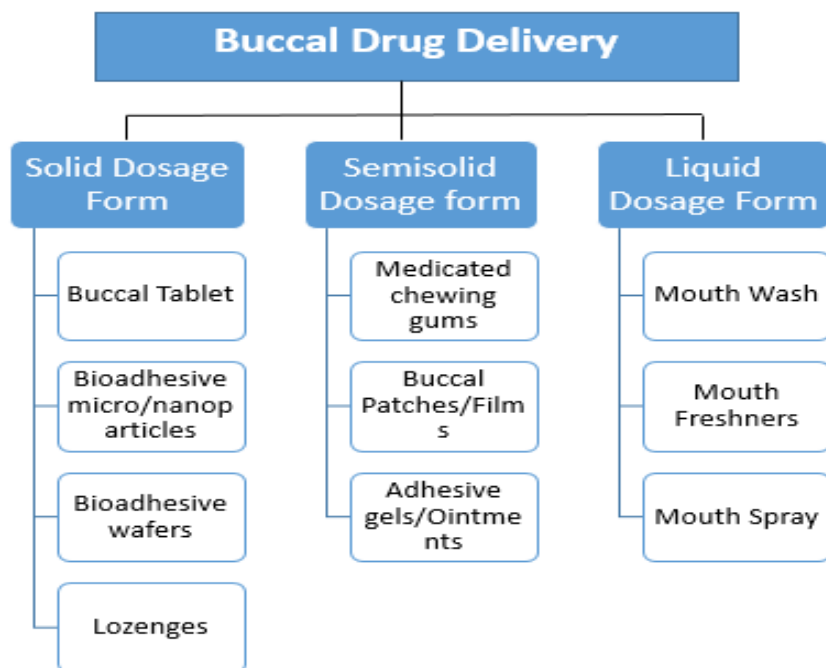 Buccal Drug Delivery
Solid Dosage
Form
Buccal Tablet
Bioadhesive
micro/nanop
articles
Bioadhesive
wafers
Lozenges
Semisolid
Dosage form
Medicated
chewing
gums
Buccal
Patches/Film
s
Adhesive
gels/Ointme
nts
Liquid
Dosage Form
Mouth Wash
Mouth
Freshners
Mouth Spray